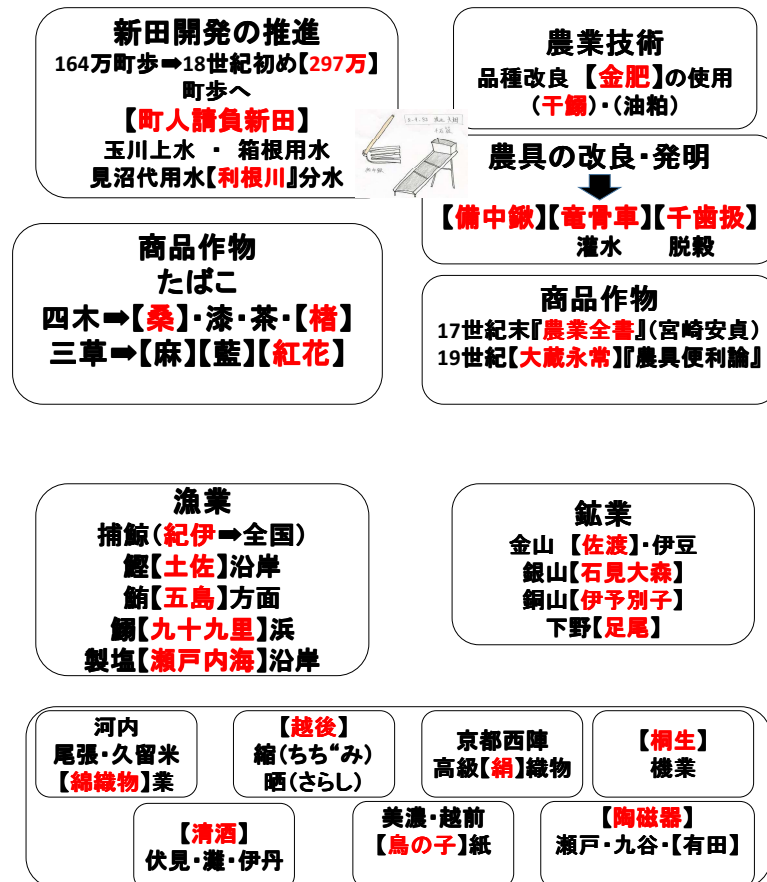 新田開発の推進
164万町歩➡18世紀初め【297万】
町歩へ
【町人請負新田】
玉川上水 ・ 箱根用水
見沼代用水【利根川』分水
農業技術
品種改良 【金肥】の使用
(干鰯)・(油粕)
農具の改良・発明
【備中鍬】【竜骨車】【千歯扱】
灌水 脱穀
商品作物
たばこ
四木➡【桑】・漆・茶・【楮】
三草➡【麻】【藍】【紅花】
商品作物
17世紀末『農業全書』(宮崎安貞)
19世紀【大蔵永常】『農具便利論』
漁業
捕鯨(紀伊➡全国)
鰹【土佐】沿岸
鮪【五島】方面
鰯【九十九里】浜
製塩【瀬戸内海】沿岸
鉱業
金山 【佐渡】・伊豆
銀山【石見大森】
銅山【伊予別子】
下野【足尾】
河内
尾張・久留米
【綿織物】業
【越後】
縮(ちち“み)
晒(さらし)
京都西陣
高級【絹】織物
【桐生】
機業
【清酒】
伏見・灘・伊丹
美濃・越前
【鳥の子】紙
【陶磁器】
瀬戸・九谷・【有田】